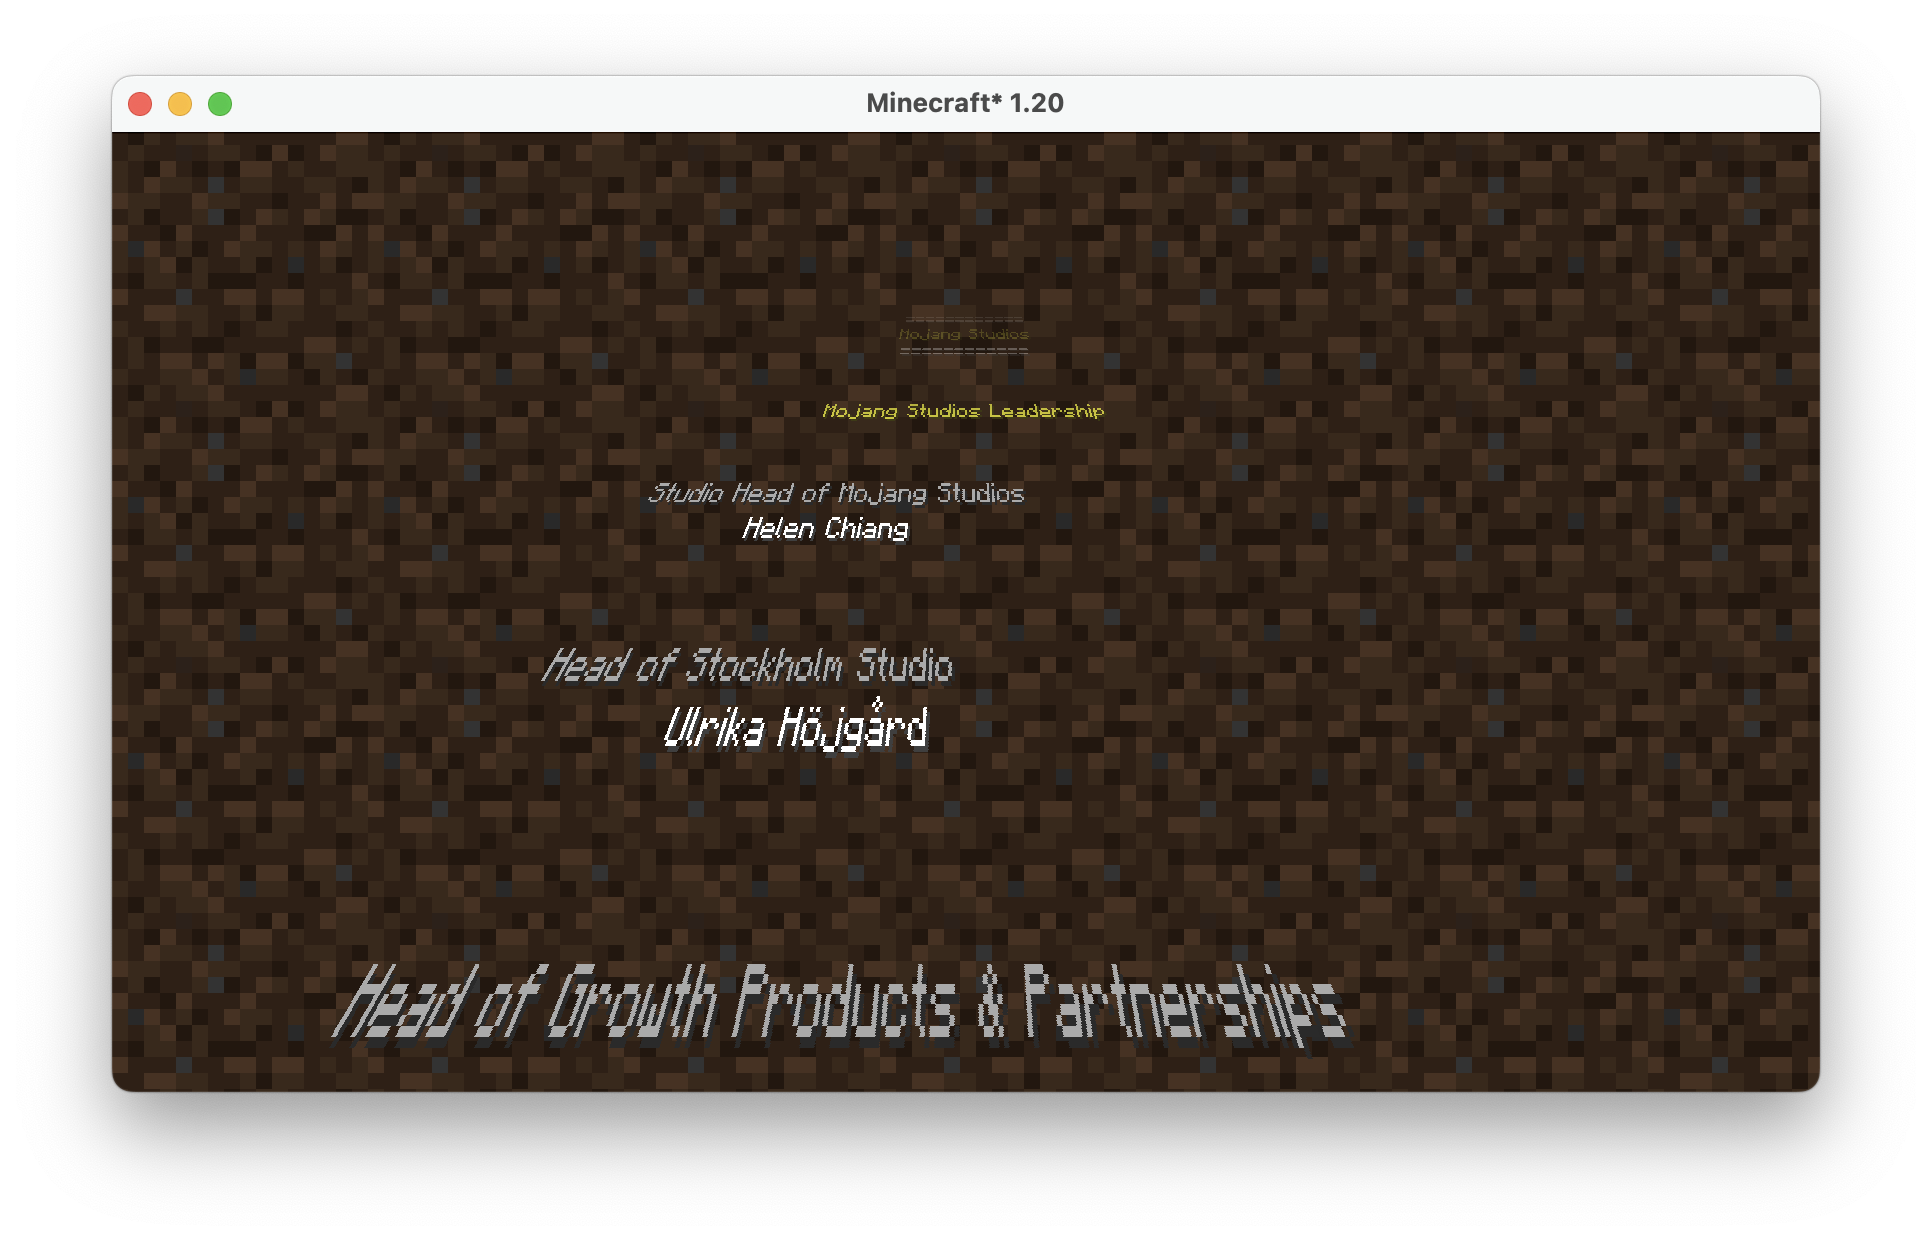 Minecraft* 1.20
============
Mojang Studios
============
Mojang Studios Leadership
Studio Head of Mojang Studios
Helen Chiang
Head of Stockholm Studio
Ulrika Höjgård
Head of Growth Products & Partnerships